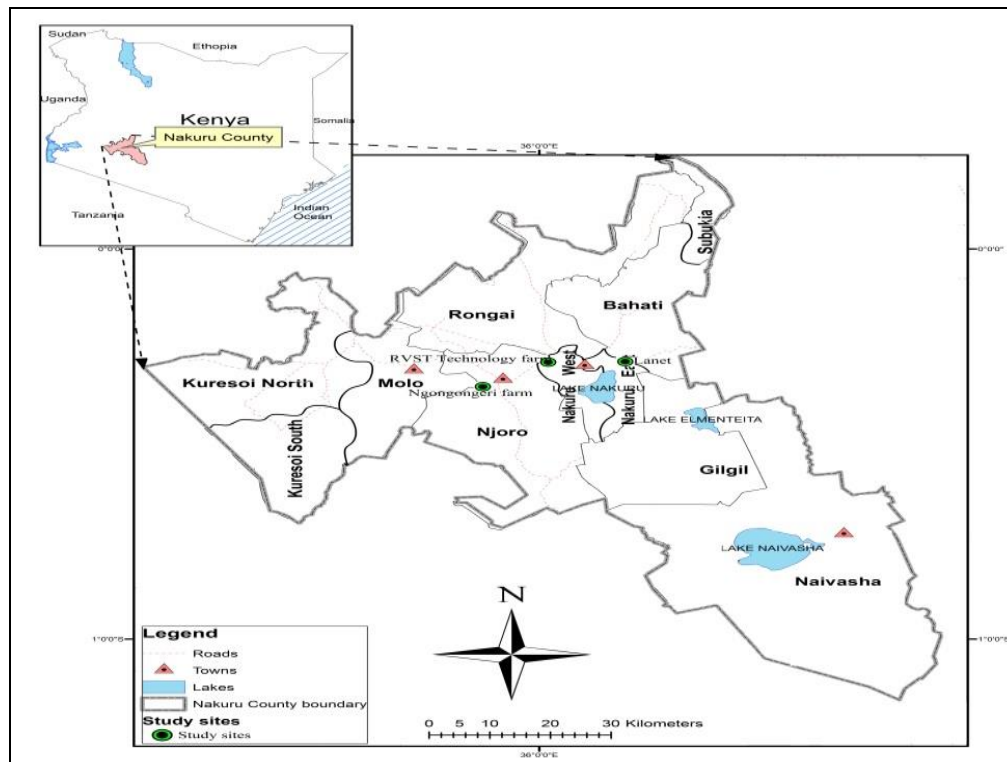 Sudan
Ethopia
Uganda
Kenya
Somalia
Nakuru County
Indian
Ocean
Tanzania
36°0'0"E
0°0'0"
0°0'0"
Subukia
Rongai
Bahati
RVST Technology farm
Nakuru West
Lanet
Kuresoi North
Molo
LAKE NAKURU
Nakuru Ea
Ngongongeri farm
LAKE ELMENTEITA
Kuresoi South
Njoro
Gilgil
LAKE NAIVASHA
Naivasha
N
1°0'0"S
1°0'0"S
Legend
Roads
Towns
Lakes
Nakuru County boundary
Study sites
Study sites
0 5 10 20 30 Kilometers
36°0'0"E